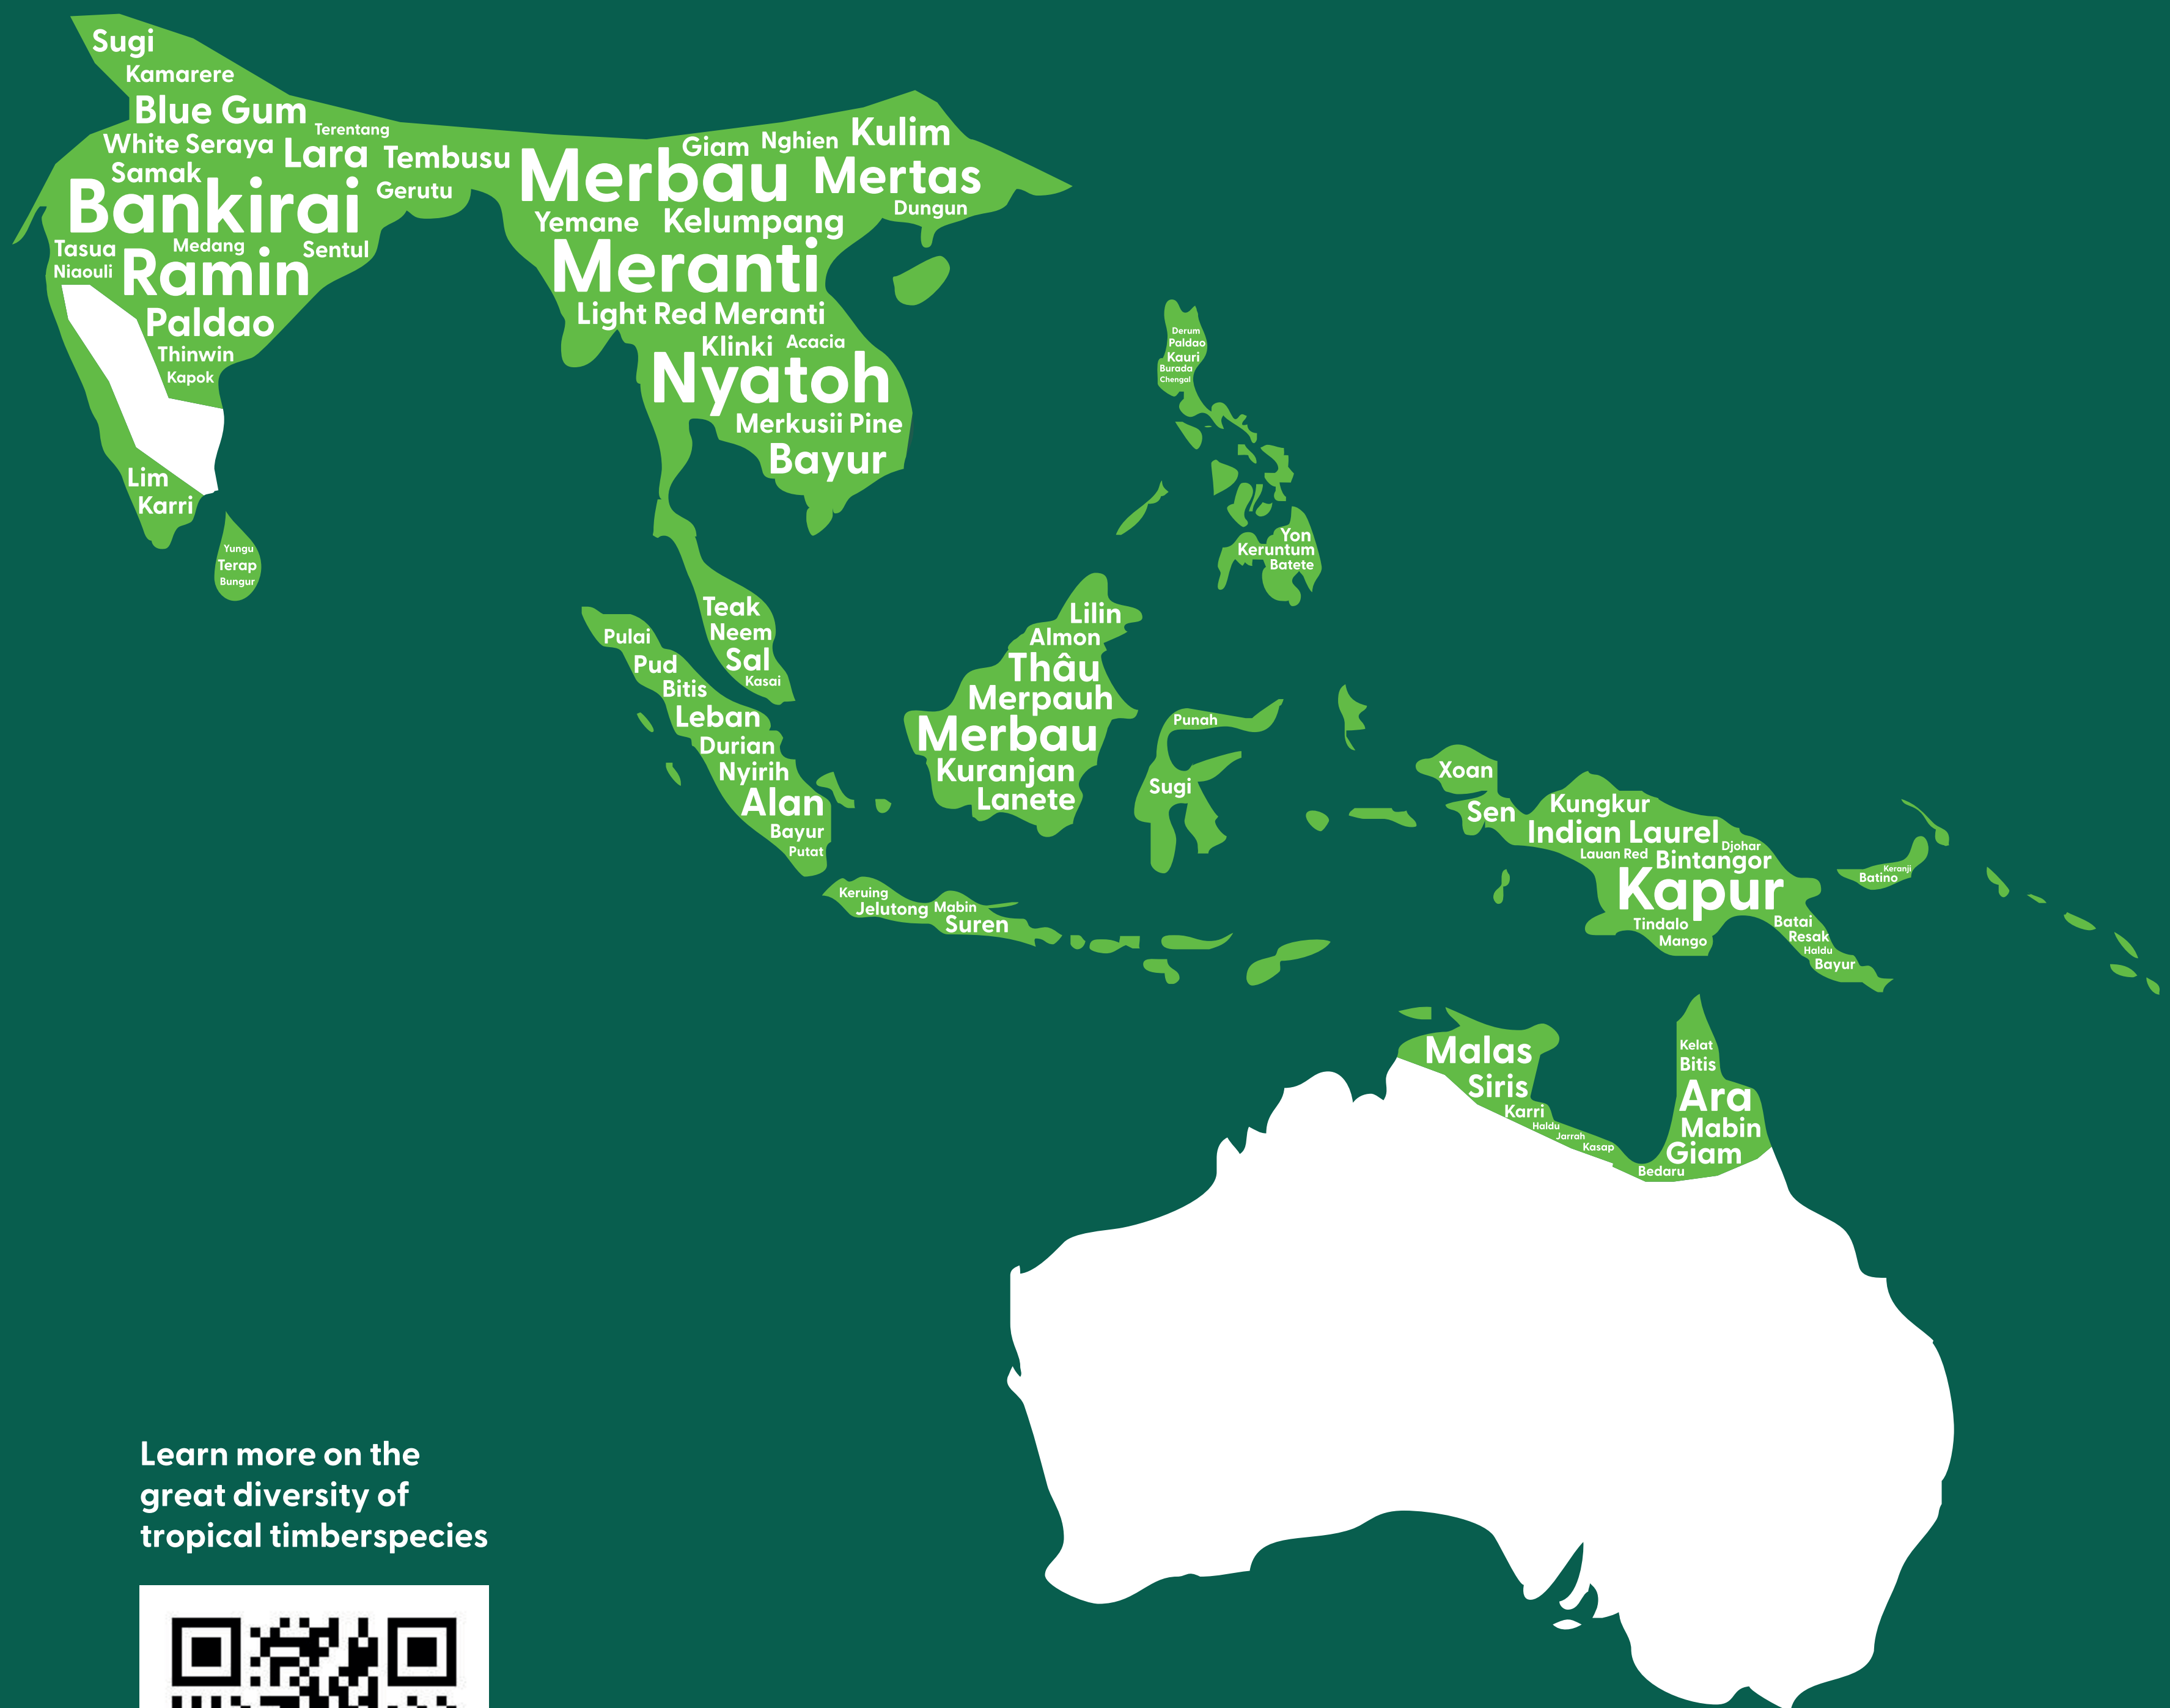 Sugi
Kamarere
Blue Gum
Terentang
White Seraya
Lara
Tembusu
Samak
Gerutu
Bankirai
Tasua
Medang
Sentul
Niaouli
Ramin
Paldao
Thinwin
Kapok
Lim
Karri
Yungu
Terap
Bungur
Giam
Nghien
Kulim
Merbau
Mertas
Dungun
Yemane
Kelumpang
Meranti
Light Red Meranti
Klinki
Acacia
Nyatoh
Merkusii Pine
Bayur
Teak
Neem
Sal
Kasai
Pulai
Pud
Bitis
Leban
Durian
Nyirih
Alan
Bayur
Putat
Keruing
Jelutong
Mabin
Suren
Derum
Paldao
Kauri
Burada
Chengal
Yon
Keruntum
Batete
Lilin
Almon
Thâu
Merpauh
Merbau
Kuranjan
Lanete
Punah
Sugi
Xoan
Sen
Kungkur
Indian Laurel
Lauan Red
Djohar
Bintangor
Kapur
Tindalo
Mango
Batai
Resak
Haldu
Bayur
Keranji
Batino
Malas
Siris
Karri
Haldu
Jarrah
Kasap
Bedaru
Kelat
Bitis
Ara
Mabin
Giam
Learn more on the
great diversity of
tropical timberspecies